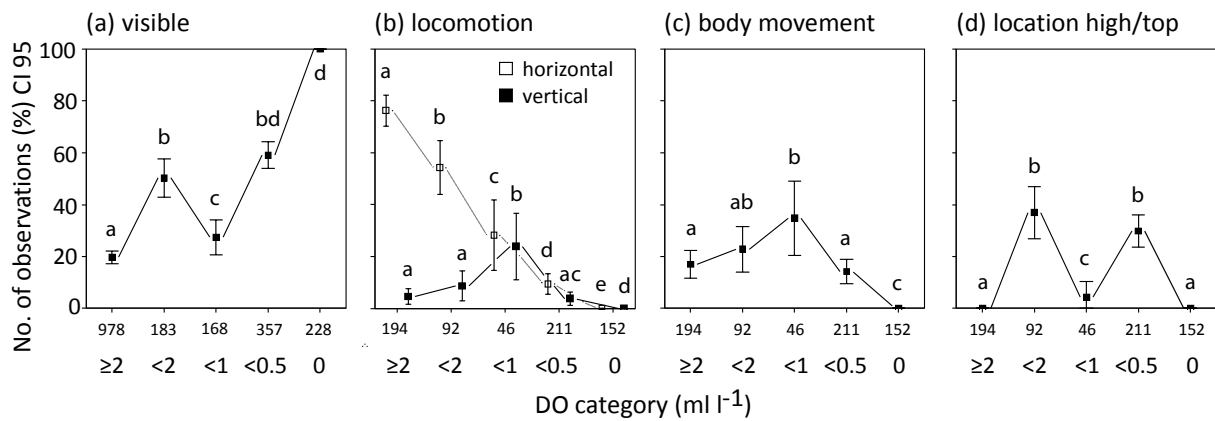 (a) visible
(b) locomotion
(c) body movement
(d) location high/top
No. of observations (%) CI 95
100
80
60
40
20
0
a
b
c
bd
d
978 183 168 357 228
≥2 <2 <1 <0.5 0
horizontal
vertical
a
b
c
b
d
a
a
ac
e
d
194 92 46 211 152
≥2 <2 <1 <0.5 0
a
ab
b
a
c
194 92 46 211 152
≥2 <2 <1 <0.5 0
a
b
c
b
a
194 92 46 211 152
≥2 <2 <1 <0.5 0
DO category (ml l-1)